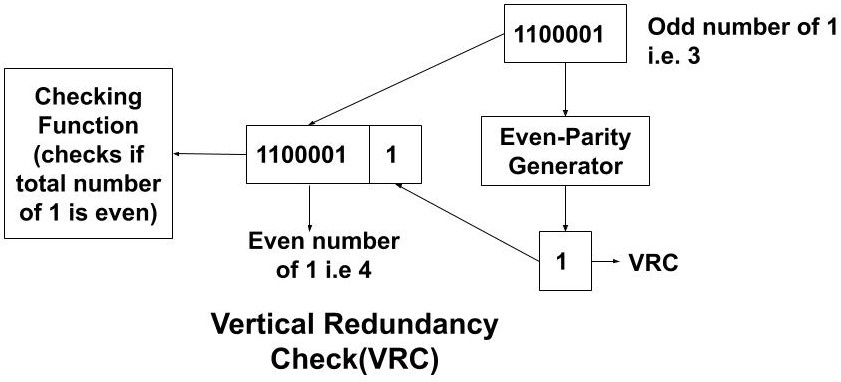 1100001
Odd number of 1
i.e. 3
Checking
Function
(checks if
total number
of 1 is even)
1100001 1
Even-Parity
Generator
Even number
of 1 i.e 4
1
VRC
Vertical Redundancy
Check(VRC)